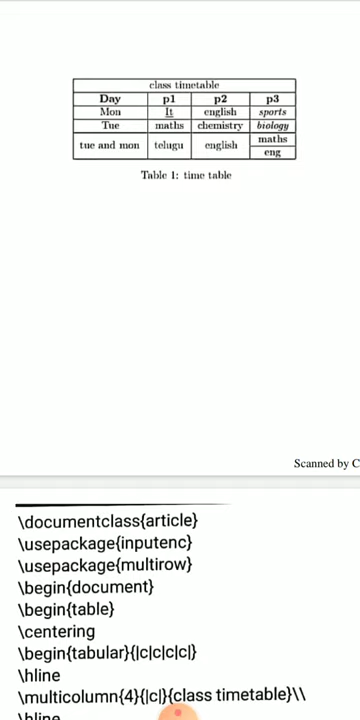 class timetable
Day p1 p2 p3
Mon It english sports
Tue maths chemistry biology
tue and mon telugu english maths
eng
Table 1: time table
Scanned by C
\documentclass{article}
\usepackage{inputenc}
\usepackage{multirow}
\begin{document}
\begin{table}
\centering
\begin{tabular}{|c|c|c|c|}
\hline
\multicolumn{4}{|c|}{class timetable}\\
\hline